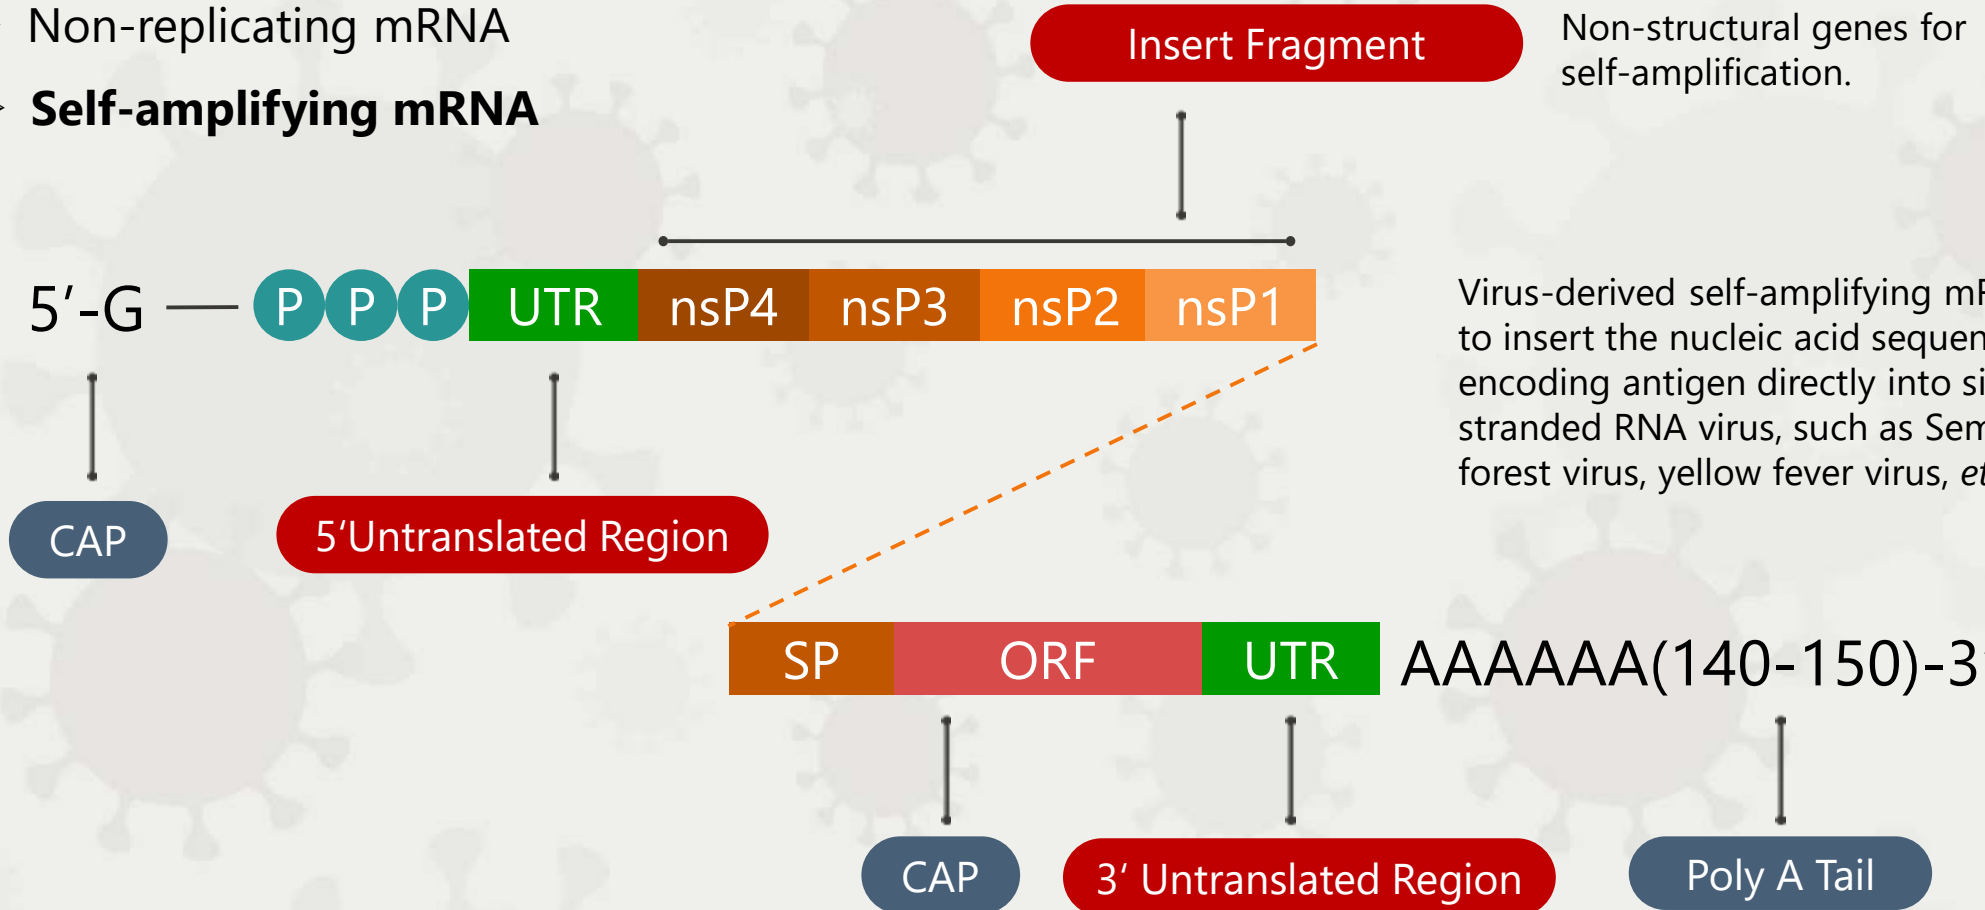 Non-replicating mRNA
Self-amplifying mRNA
Insert Fragment
Non-structural genes for
self-amplification.
5′-G
P P P UTR nsP4 nsP3 nsP2 nsP1
Virus-derived self-amplifying
to insert the nucleic acid
encoding antigen directly into
stranded RNA virus, such as
forest virus, yellow fever virus,
CAP
5‘Untranslated Region
SP ORF UTR AAAAAA(140-150)-3
CAP
3‘ Untranslated Region
Poly A Tail